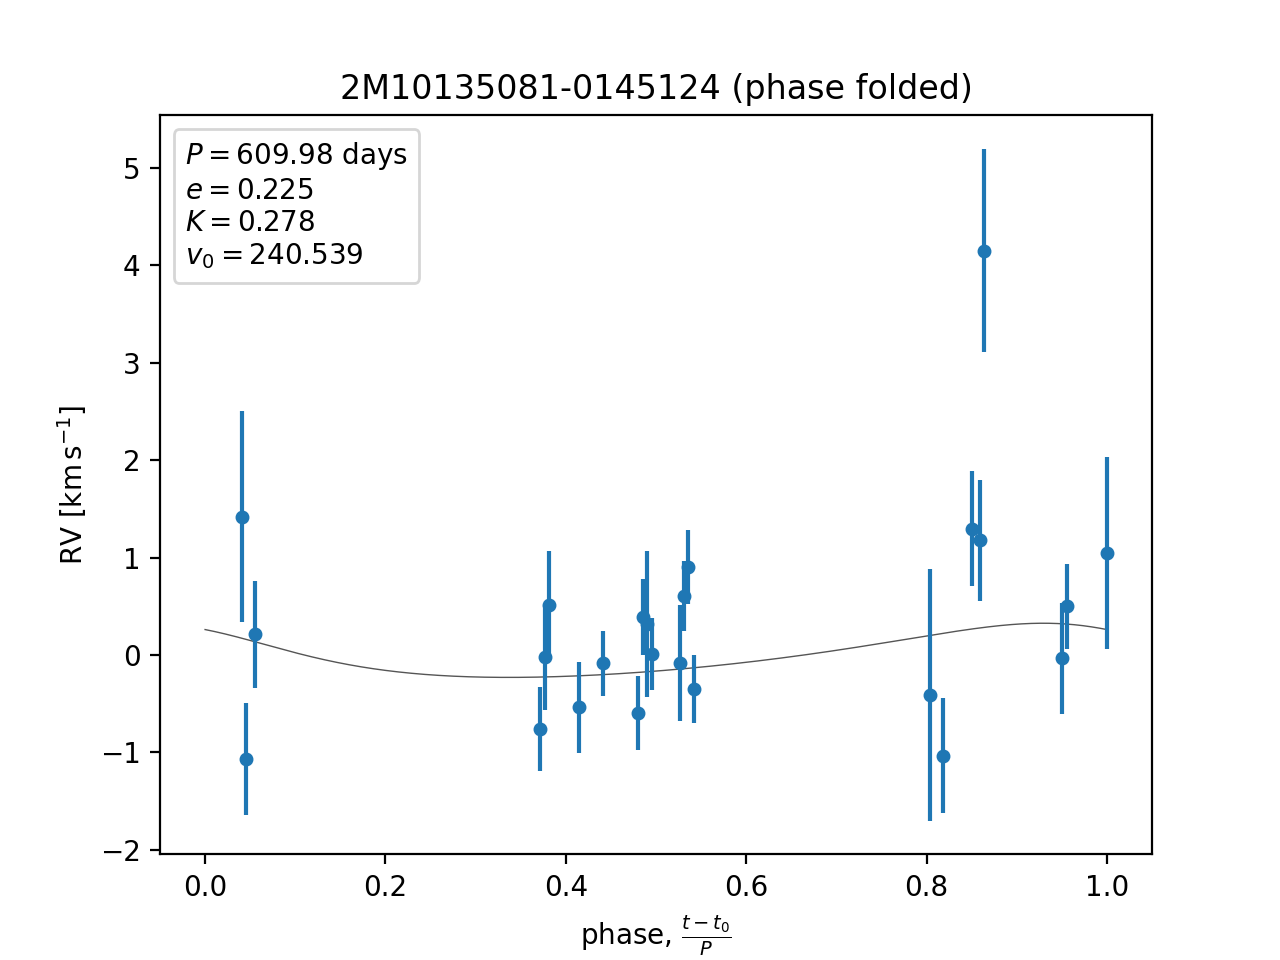 2M10135081-0145124 (phase folded)
P = 609.98 days
e = 0.225
K = 0.278
v₀ = 240.539
5
4
3
2
1
0
−1
−2
RV [km s⁻¹]
0.0 0.2 0.4 0.6 0.8 1.0
phase, (t − t₀)/P